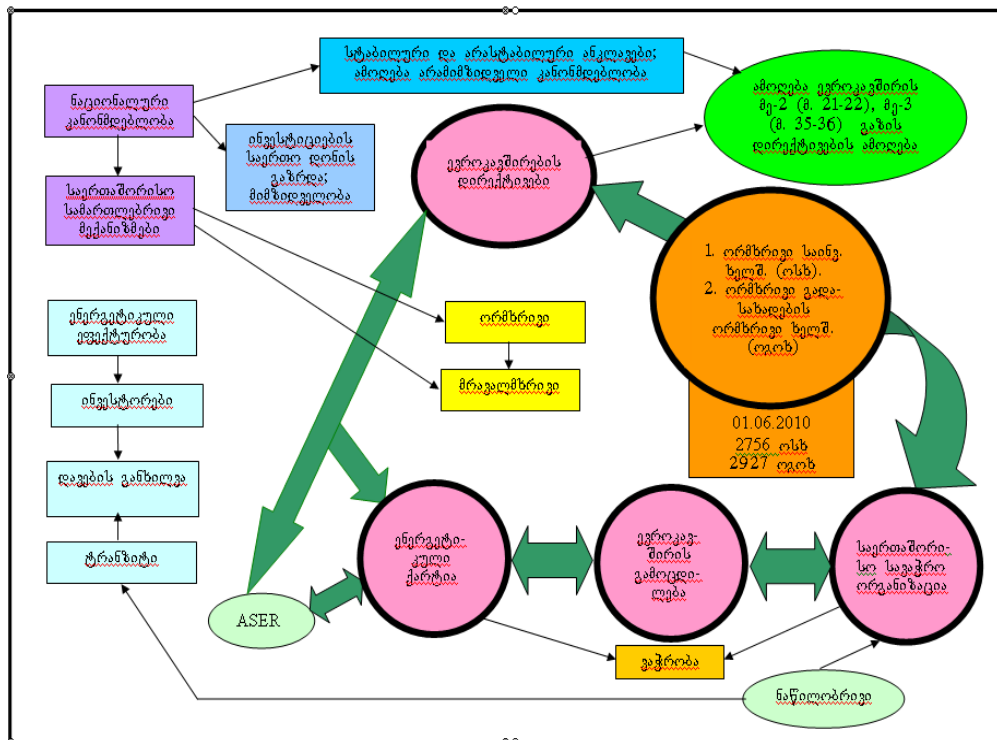 სტაბილური და არასტაბილური ანკლავები;
ამოღება არამიმზიდველი კანონმდებლობა
ნაციონალური
კანონმდებლობა
ამოღება ევროკავშირის
მე-2 (მ. 21-22), მე-3
(მ. 35-36) გაზის
დირექტივების ამოღება
ინვესტიციების
საერთო დონის
გაზრდა;
მიმზიდველობა
ევროკავშირების
დირექტივები
საერთაშორისო
სამართლებრივი
მექანიზმები
1. ორმხრივი საინვ.
ხელშ. (ოსხ).
2. ორმხრივი გადა-
სახადების
ორმხრივი ხელშ.
(ოგოხ)
ენერგეტიკული
ეფექტურობა
ორმხრივი
ინვესტორები
მრავალმხრივი
01.06.2010
2756 ოსხ
2927 ოგოხ
დავების განხილვა
ტრანზიტი
ენერგეტი-
კული
ქარტია
ევროკავ-
შირის
გამოცდი-
ლება
საერთაშორი-
სო სავაჭრო
ორგანიზაცია
ASER
ვაჭრობა
ნაწილობრივი